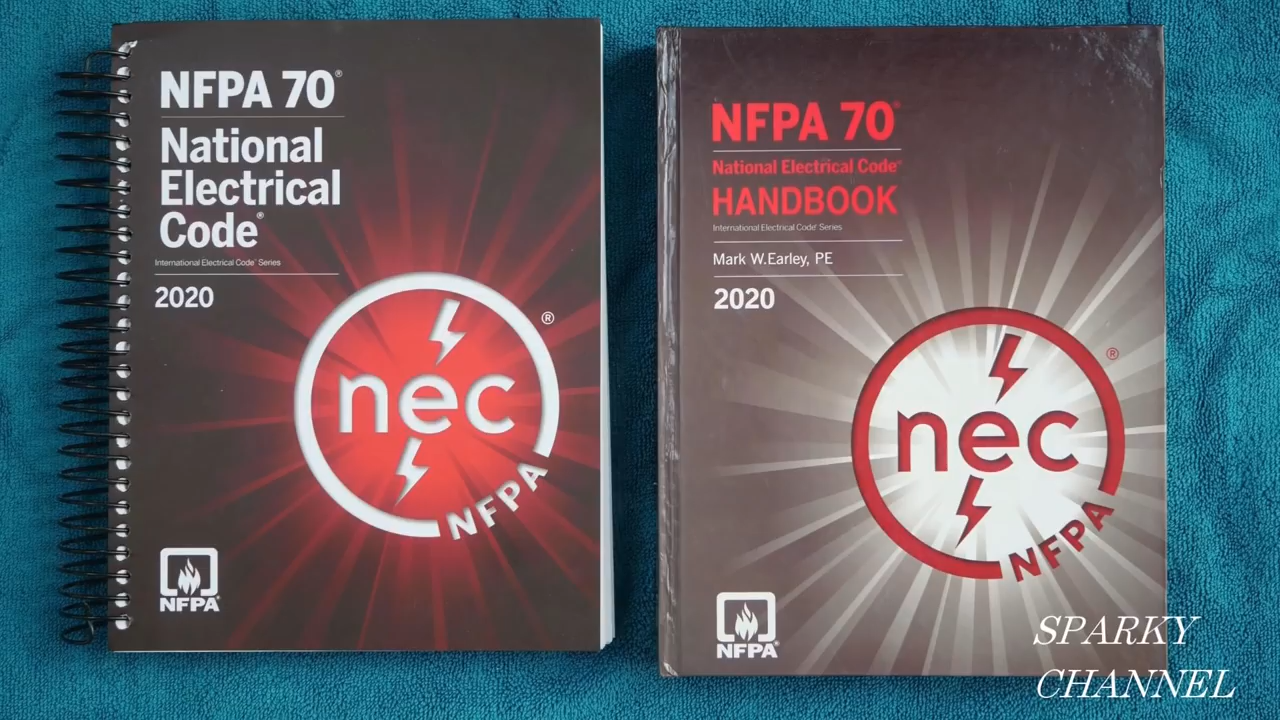 NFPA 70®
National
Electrical
Code®
International Electrical Code® Series
2020
nec
®
NFPA
NFPA®
NFPA 70®
National Electrical Code®
HANDBOOK
International Electrical Code® Series
Mark W.Earley, PE
2020
nec
®
NFPA
NFPA®
SPARKY
CHANNEL